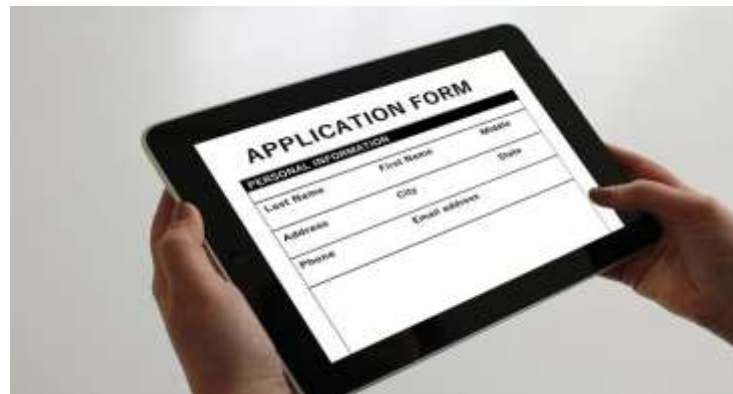 APPLICATION FORM
PERSONAL INFORMATION
Last Name First Name Middle
Address City State
Phone Email address